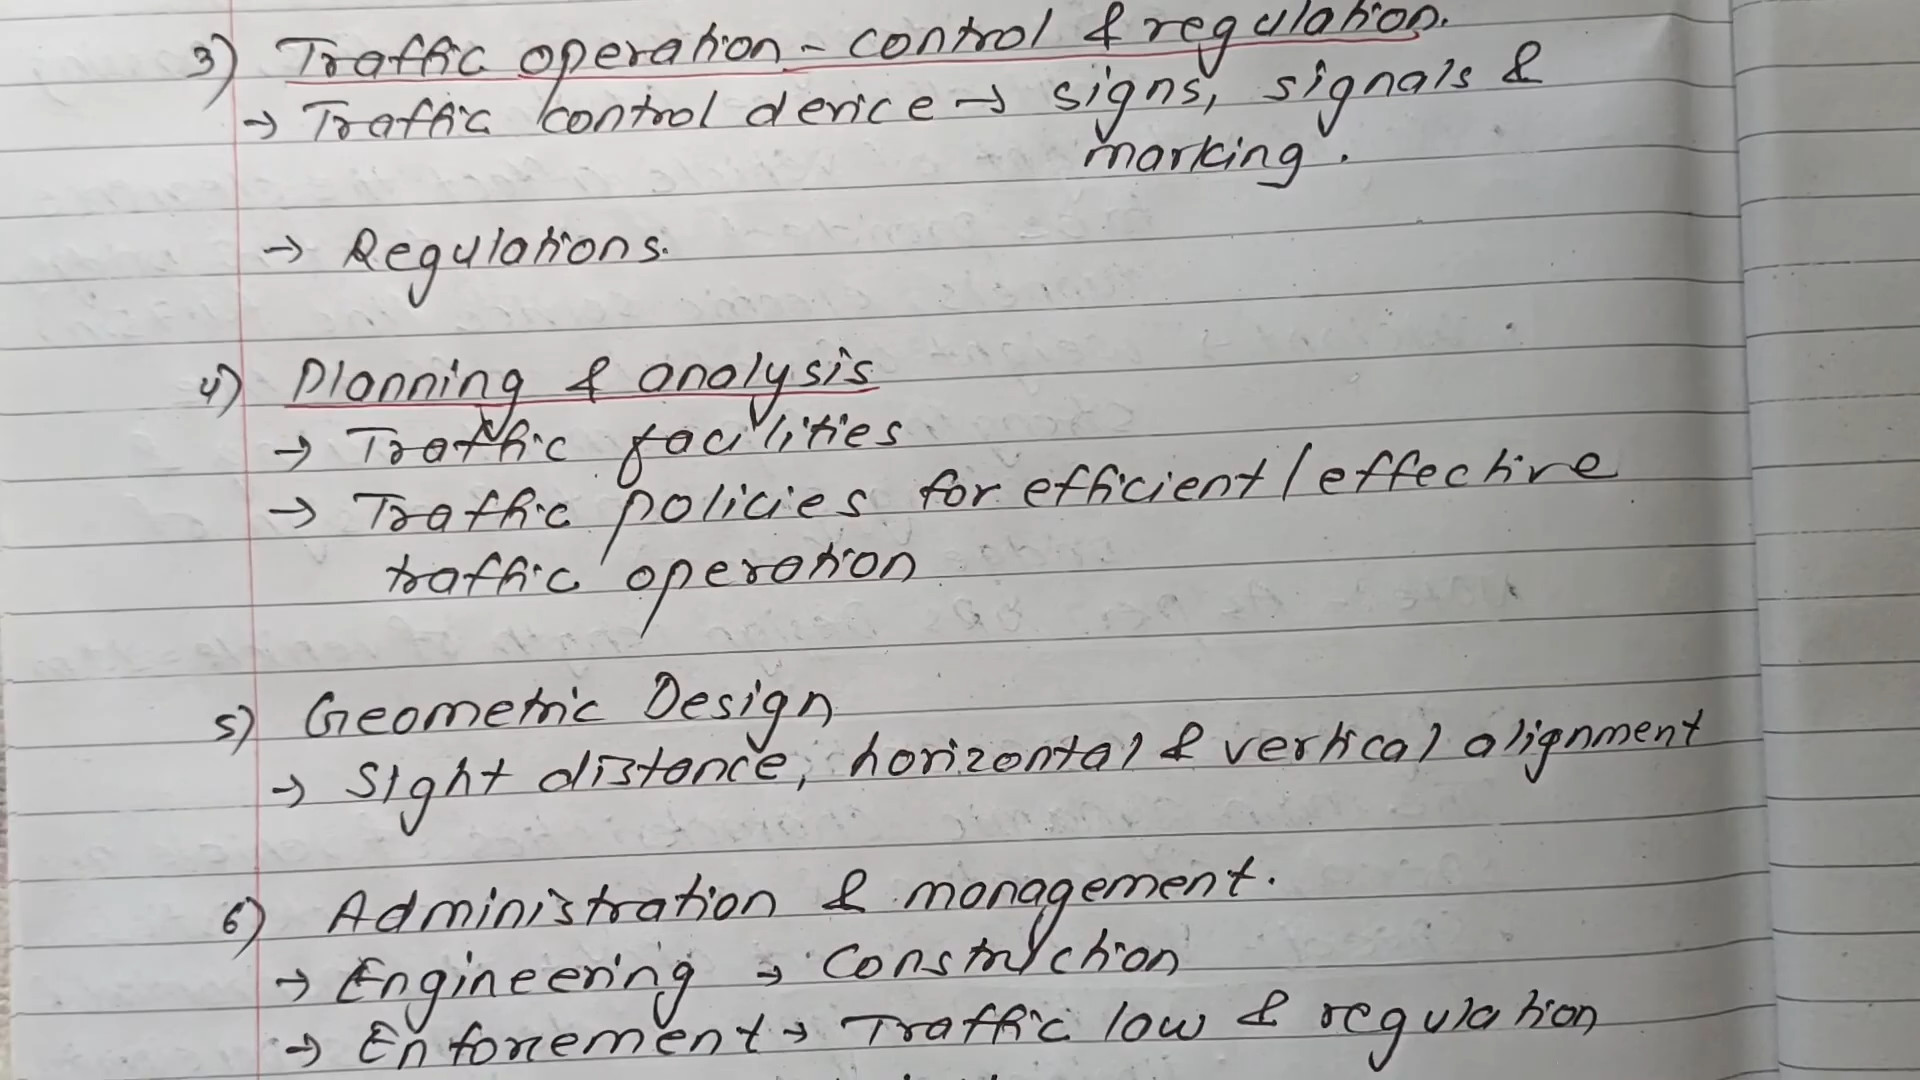 3) Traffic operation - control & regulation.
→ Traffic control device → signs, signals &
marking.
→ Regulations.
4) Planning & analysis
→ Traffic facilities
→ Traffic policies for efficient / effective
traffic operation
5) Geometric Design
→ Sight distance, horizontal & vertical alignment
6) Administration & management.
→ Engineering → Construction
→ Enforcement → Traffic law & regulation